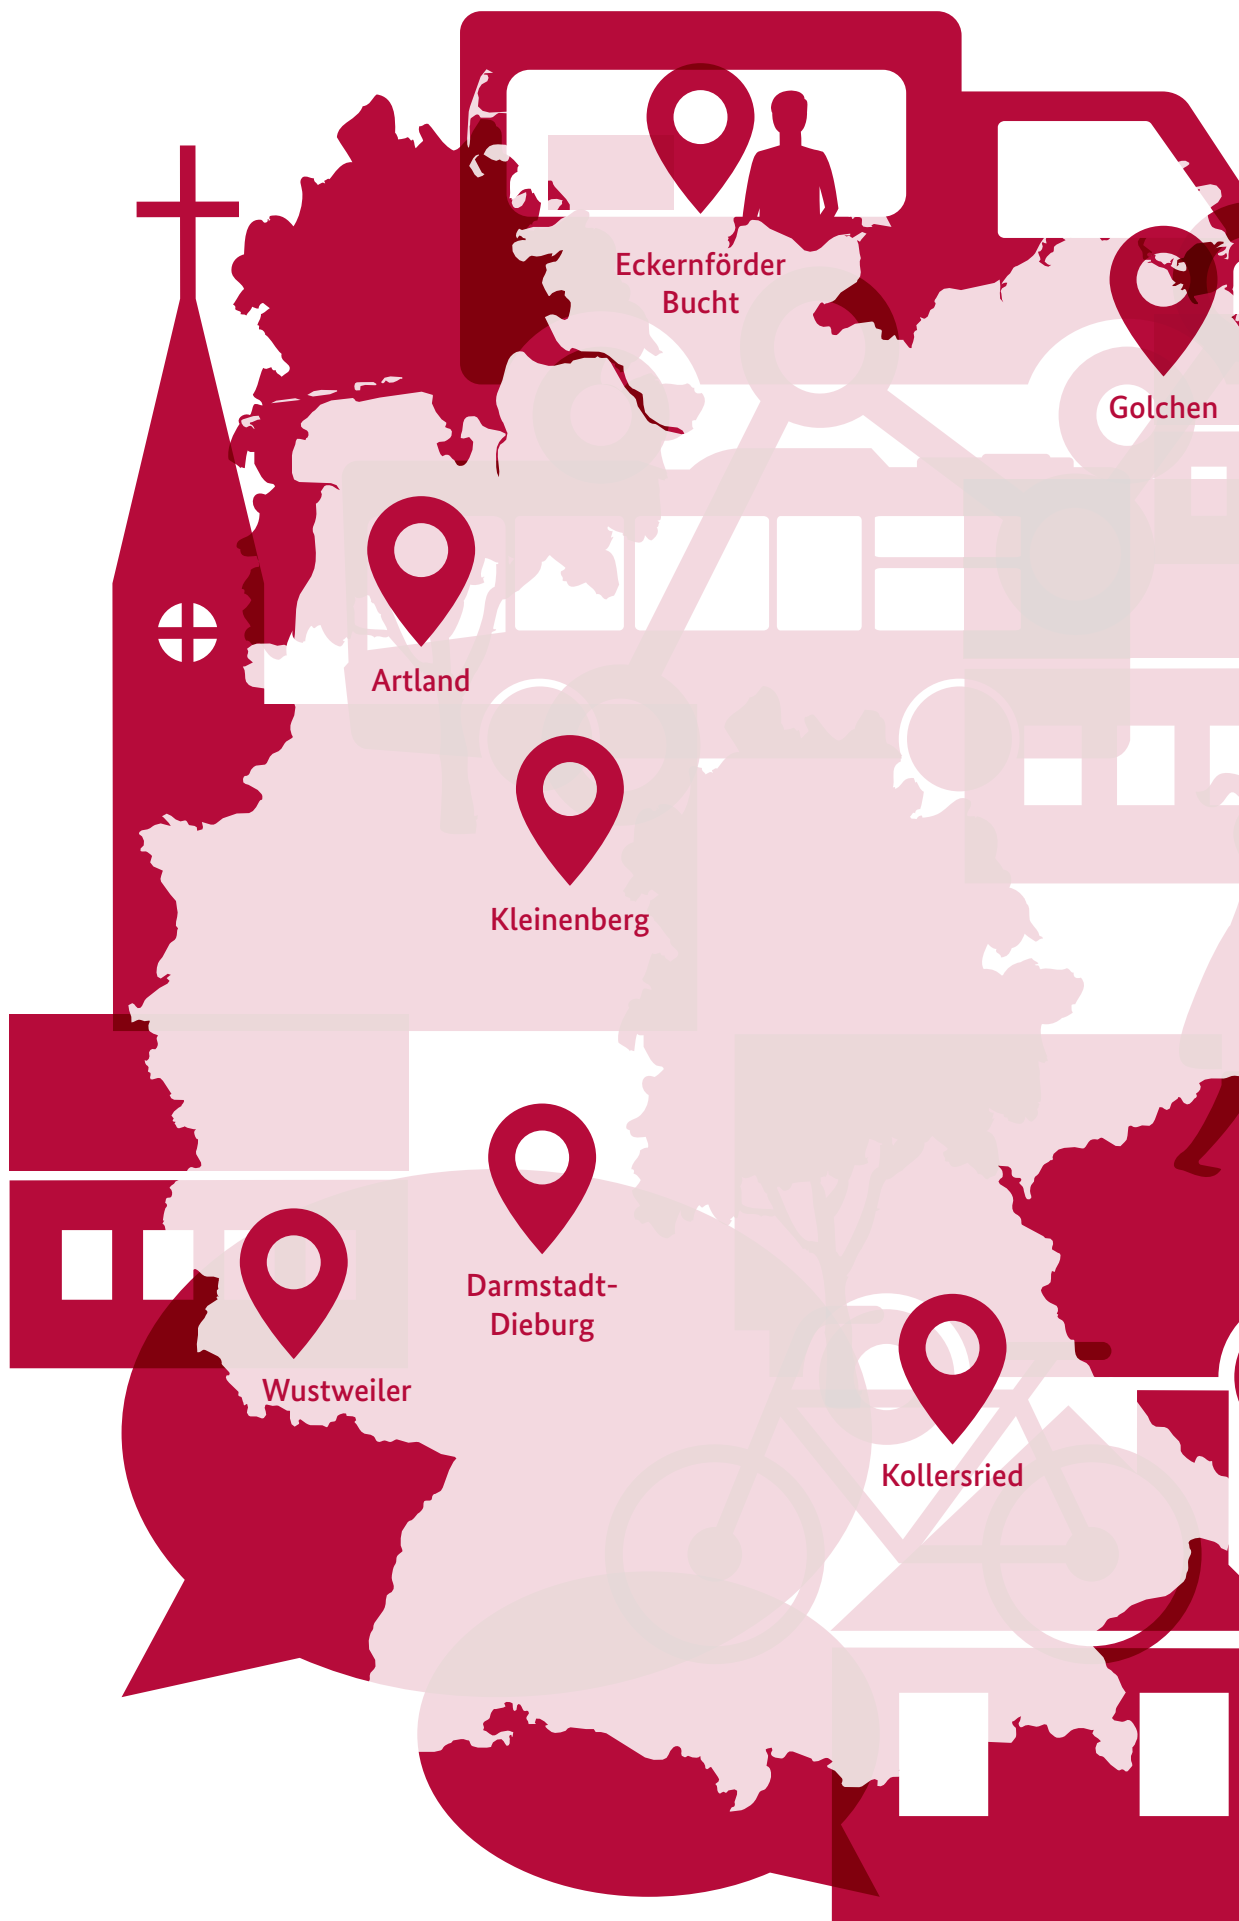 Eckernförder
Bucht
Golchen
Artland
Kleinenberg
Darmstadt-
Dieburg
Wustweiler
Kollersried